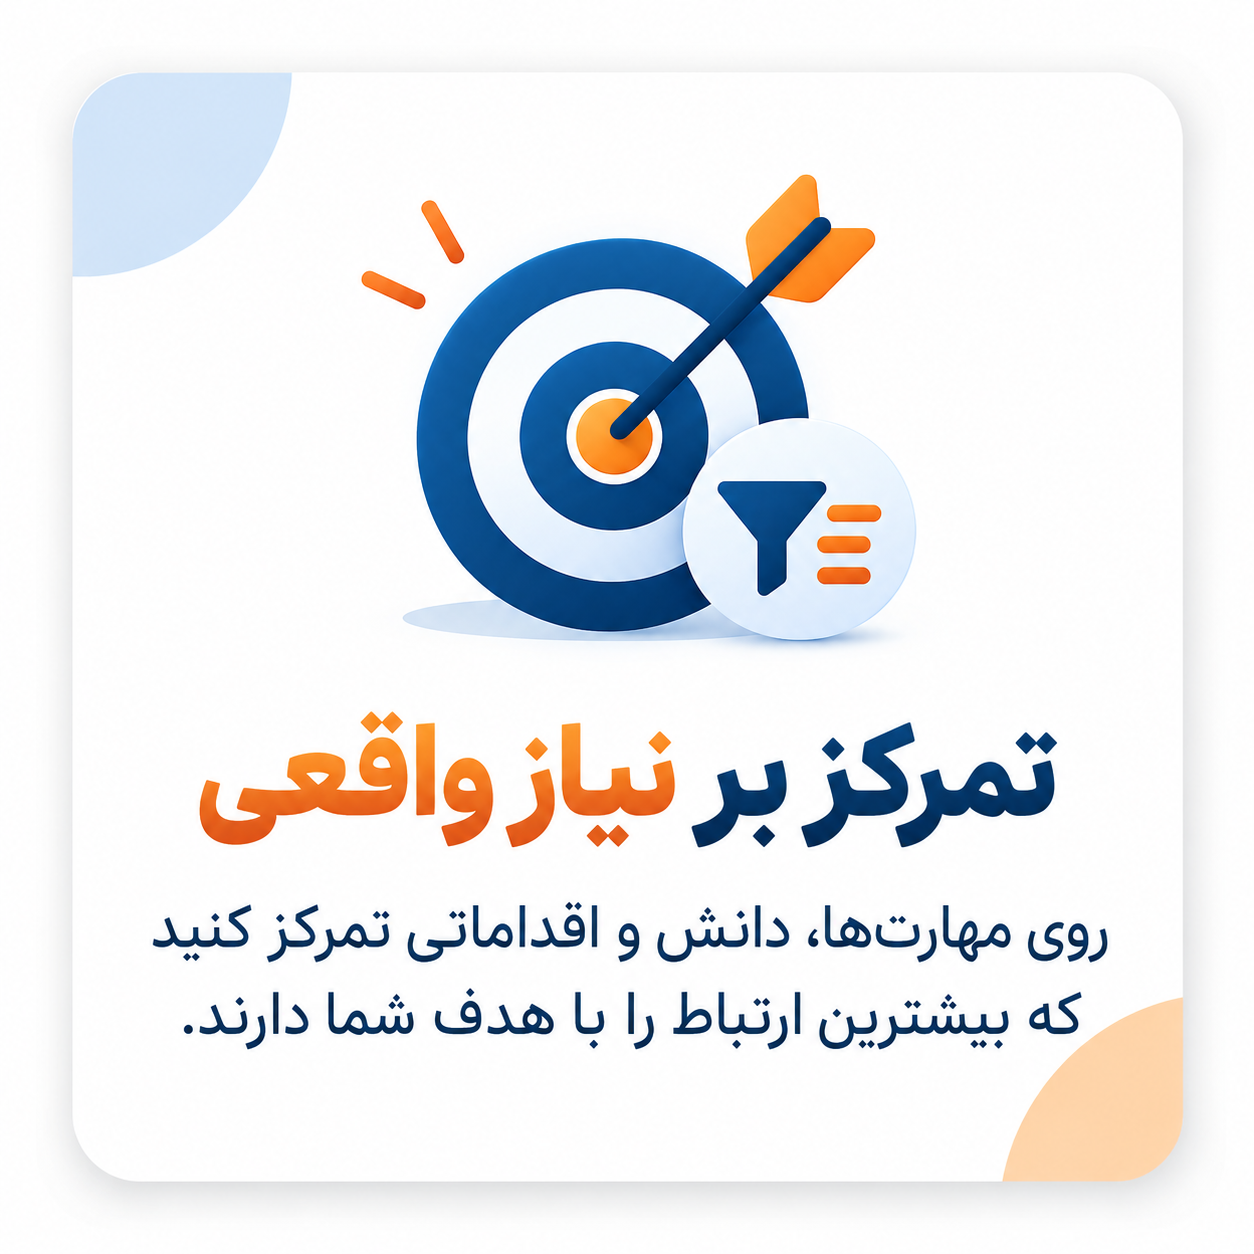 تمرکز بر نیاز واقعی
روی مهارت‌ها، دانش و اقداماتی تمرکز کنید
که بیشترین ارتباط را با هدف شما دارند.